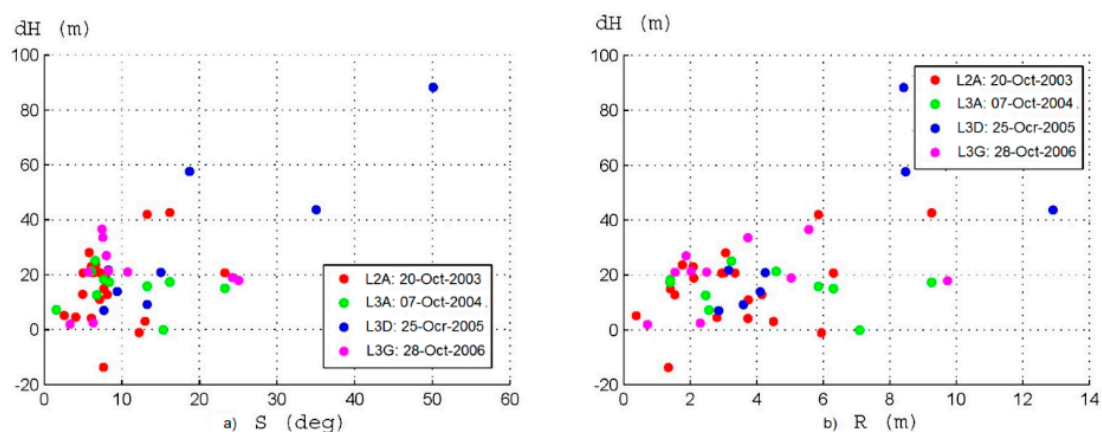 dH (m)
100
80
60
40
20
0
-20
0 10 20 30 40 50 60
a) S (deg)
L2A: 20-Oct-2003
L3A: 07-Oct-2004.
L3D: 25-Ocr-2005
L3G: 28-Oct-2006
dH (m)
100
80
60
40
20
0
-20
0 2 4 6 8 10 12 14
b) R (m)
L2A: 20-Oct-2003
L3A: 07-Oct-2004.
L3D: 25-Ocr-2005
L3G: 28-Oct-2006